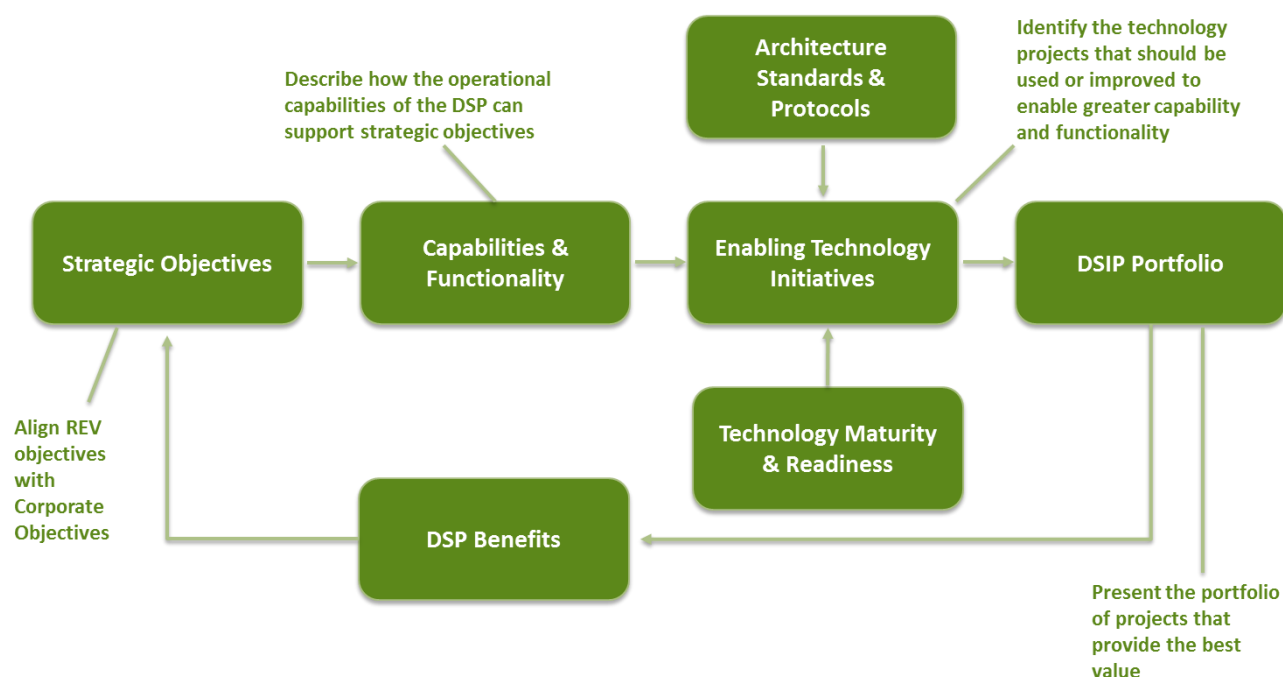 Architecture
Standards &
Protocols
Identify the technology
projects that should be
used or improved to
enable greater capability
and functionality
Describe how the operational
capabilities of the DSP can
support strategic objectives
Strategic Objectives
Capabilities &
Functionality
Enabling Technology
Initiatives
DSIP Portfolio
Align REV
objectives
with
Corporate
Objectives
Technology Maturity
& Readiness
DSP Benefits
Present the portfolio
of projects that
provide the best
value